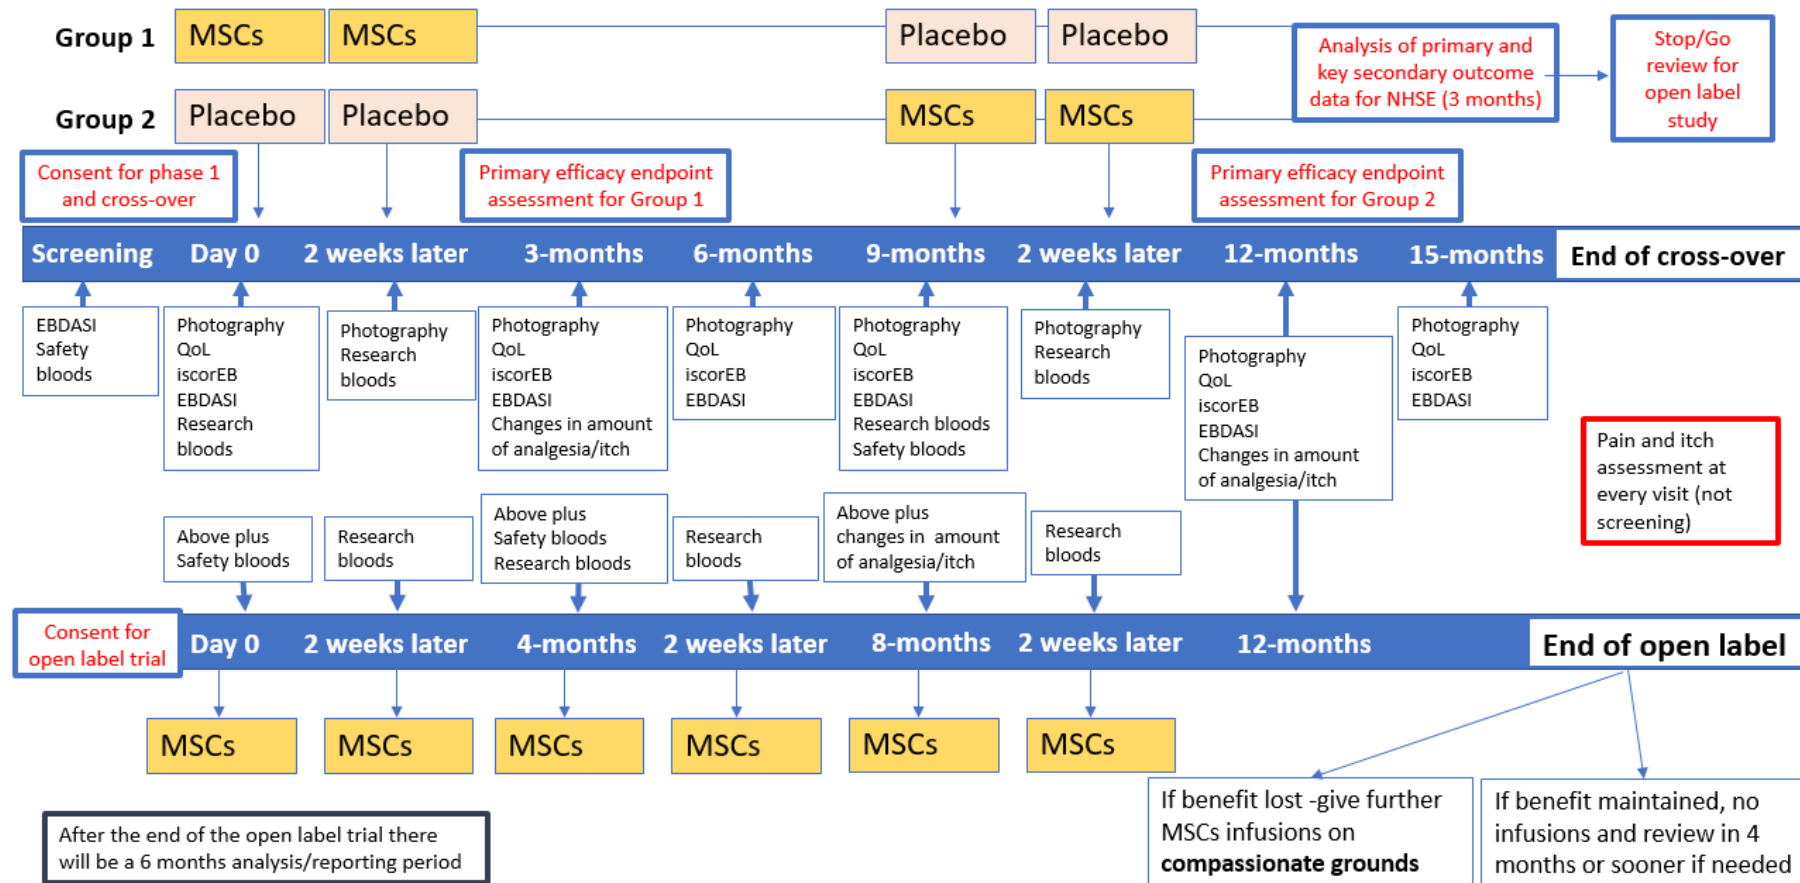 Group 1
MSCs
MSCs
Placebo
Placebo
Analysis of primary and
key secondary outcome
data for NHSE (3 months)
Stop/Go
review for
open label
study
Group 2
Placebo
Placebo
MSCs
MSCs
Consent for phase 1
and cross-over
Primary efficacy endpoint
assessment for Group 1
Primary efficacy endpoint
assessment for Group 2
Screening
Day 0
2 weeks later
3-months
6-months
9-months
2 weeks later
12-months
15-months
End of cross-over
EBDASI
Safety
bloods
Photography
QoL
iscorEB
EBDASI
Research
bloods
Photography
Research
bloods
Photography
QoL
iscorEB
EBDASI
Changes in amount
of analgesia/itch
Photography
QoL
iscorEB
EBDASI
Photography
QoL
iscorEB
EBDASI
Research bloods
Safety bloods
Photography
Research
bloods
Photography
QoL
iscorEB
EBDASI
Changes in amount
of analgesia/itch
Photography
QoL
iscorEB
EBDASI
Pain and itch
assessment at
every visit (not
screening)
Above plus
Safety bloods
Research
bloods
Above plus
Safety bloods
Research bloods
Research
bloods
Above plus
changes in amount
of analgesia/itch
Research
bloods
Consent for
open label trial
Day 0
2 weeks later
4-months
2 weeks later
8-months
2 weeks later
12-months
End of open label
MSCs
MSCs
MSCs
MSCs
MSCs
MSCs
After the end of the open label trial there
will be a 6 months analysis/reporting period
If benefit lost -give further
MSCs infusions on
compassionate grounds
If benefit maintained, no
infusions and review in 4
months or sooner if needed